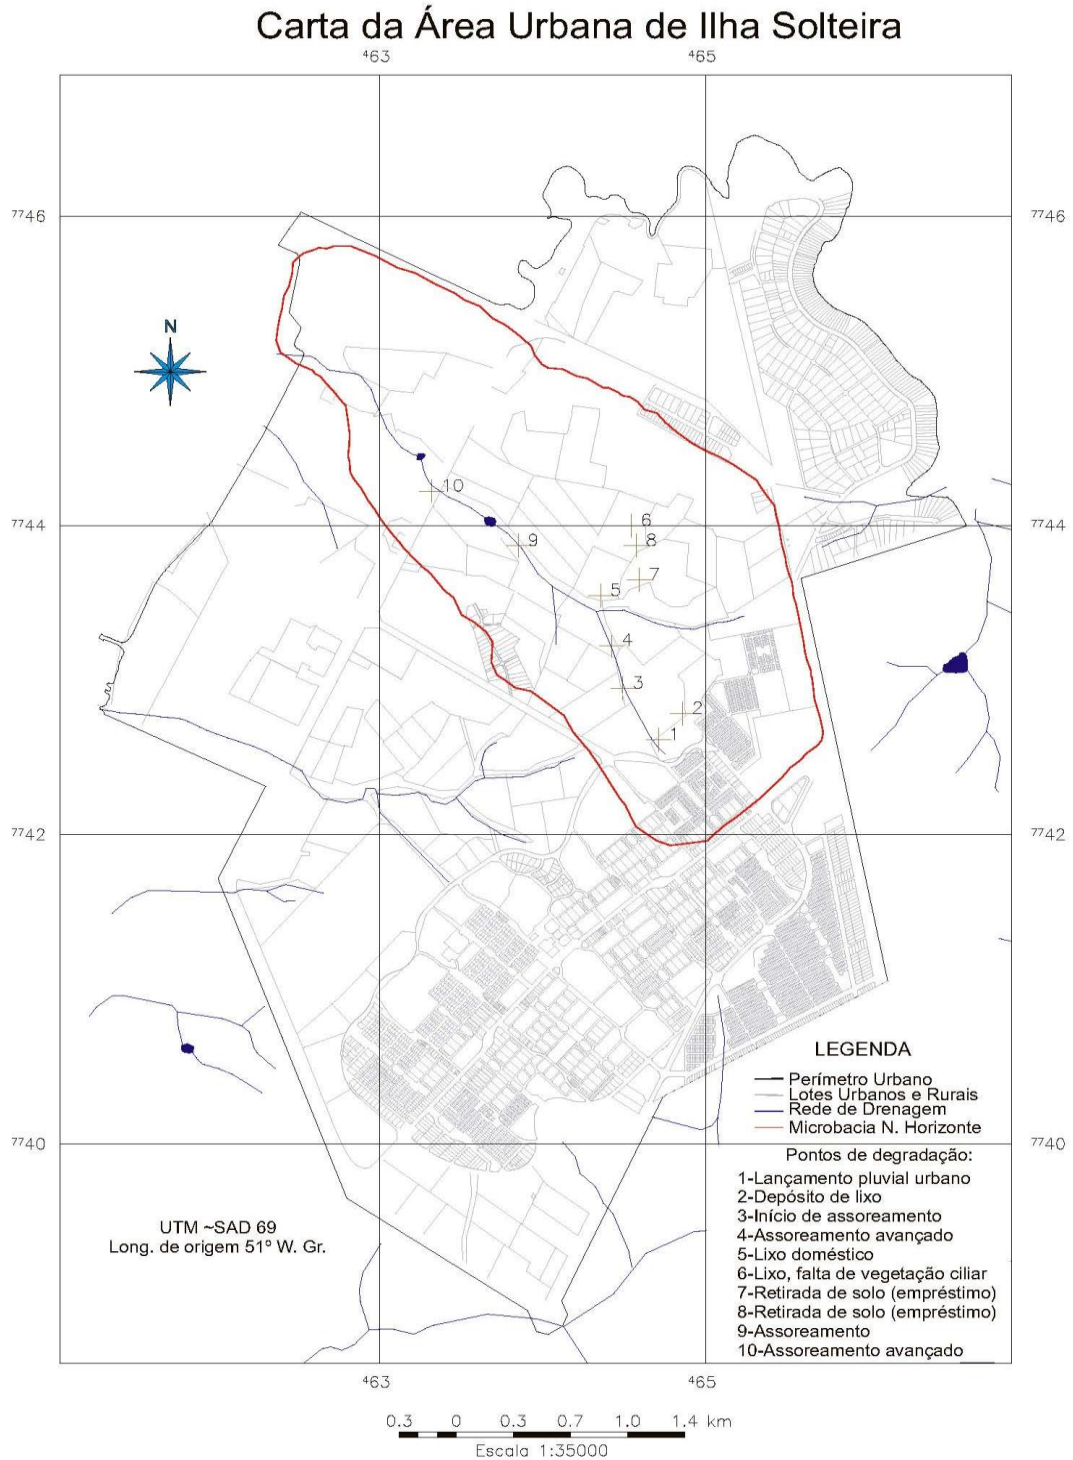 Carta da Área Urbana de Ilha Solteira
463 465
7746 7746
N
10
7744 6 7744
9 8
7
5
4
3
2
1
7742 7742
LEGENDA
Perímetro Urbano
Lotes Urbanos e Rurais
Rede de Drenagem
Microbacia N. Horizonte
7740 7740
Pontos de degradação:
1-Lançamento pluvial urbano
2-Depósito de lixo
3-Início de assoreamento
4-Assoreamento avançado
5-Lixo doméstico
6-Lixo, falta de vegetação ciliar
7-Retirada de solo (empréstimo)
8-Retirada de solo (empréstimo)
9-Assoreamento
10-Assoreamento avançado
UTM ~SAD 69
Long. de origem 51º W. Gr.
463 465
0.3 0 0.3 0.7 1.0 1.4 km
Escala 1:35000